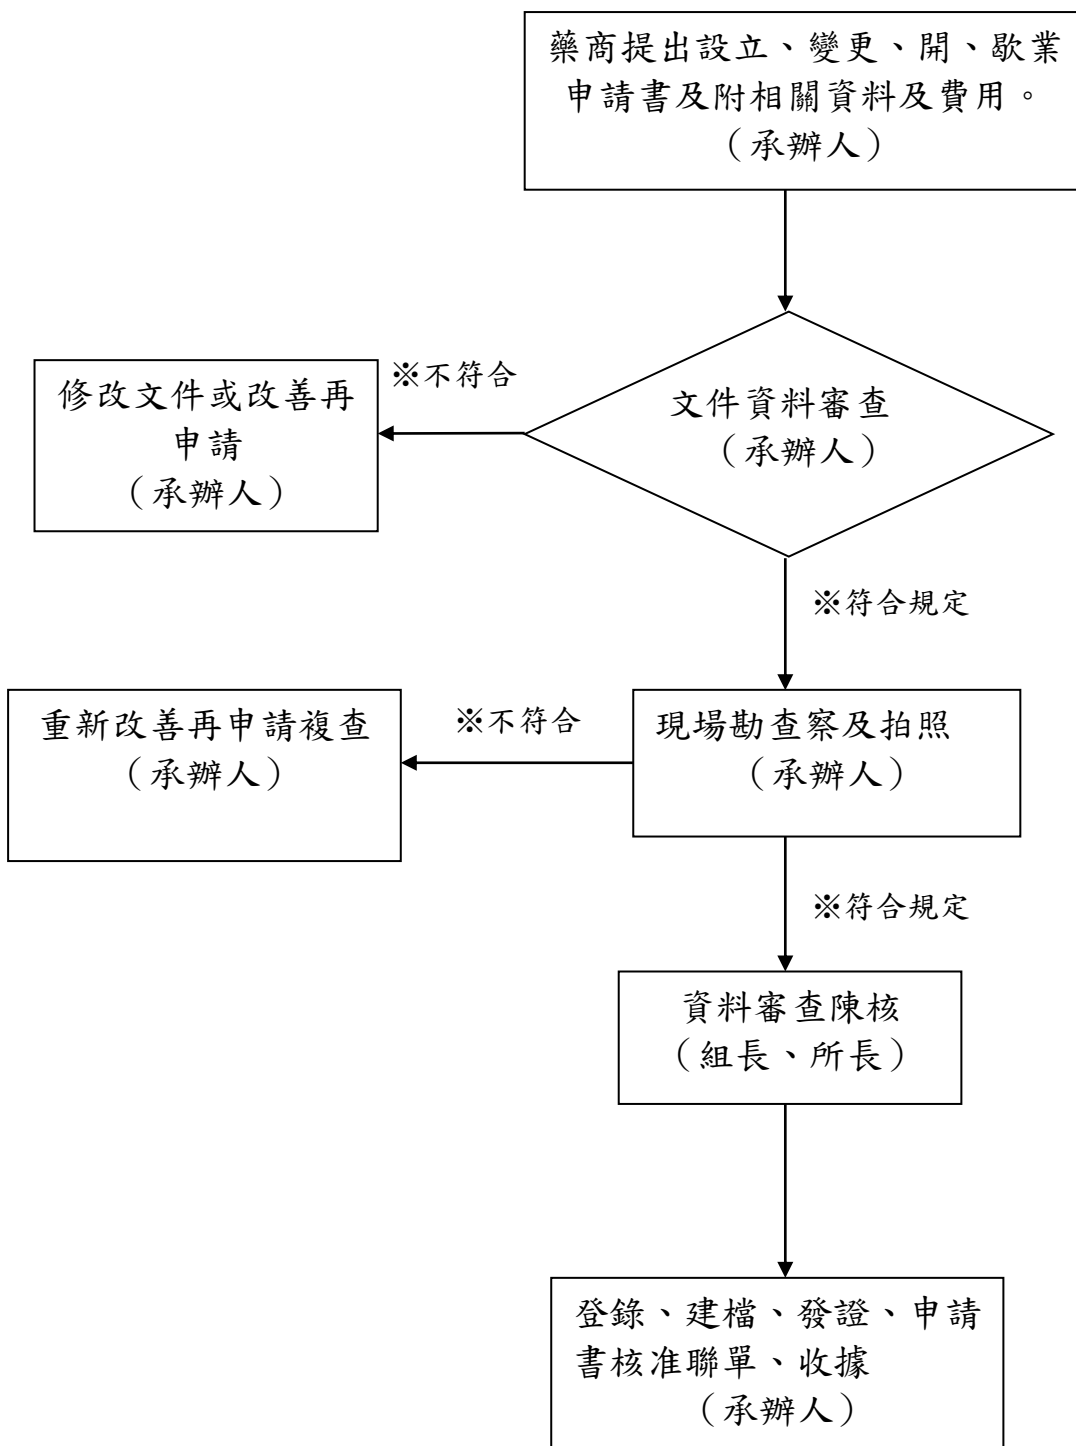 藥商提出設立、變更、開、歇業
申請書及附相關資料及費用。
（承辦人）
文件資料審查
（承辦人）
※不符合
修改文件或改善再
申請
（承辦人）
※符合規定
現場勘查察及拍照
（承辦人）
※不符合
重新改善再申請複查
（承辦人）
※符合規定
資料審查陳核
（組長、所長）
登錄、建檔、發證、申請
書核准聯單、收據
（承辦人）